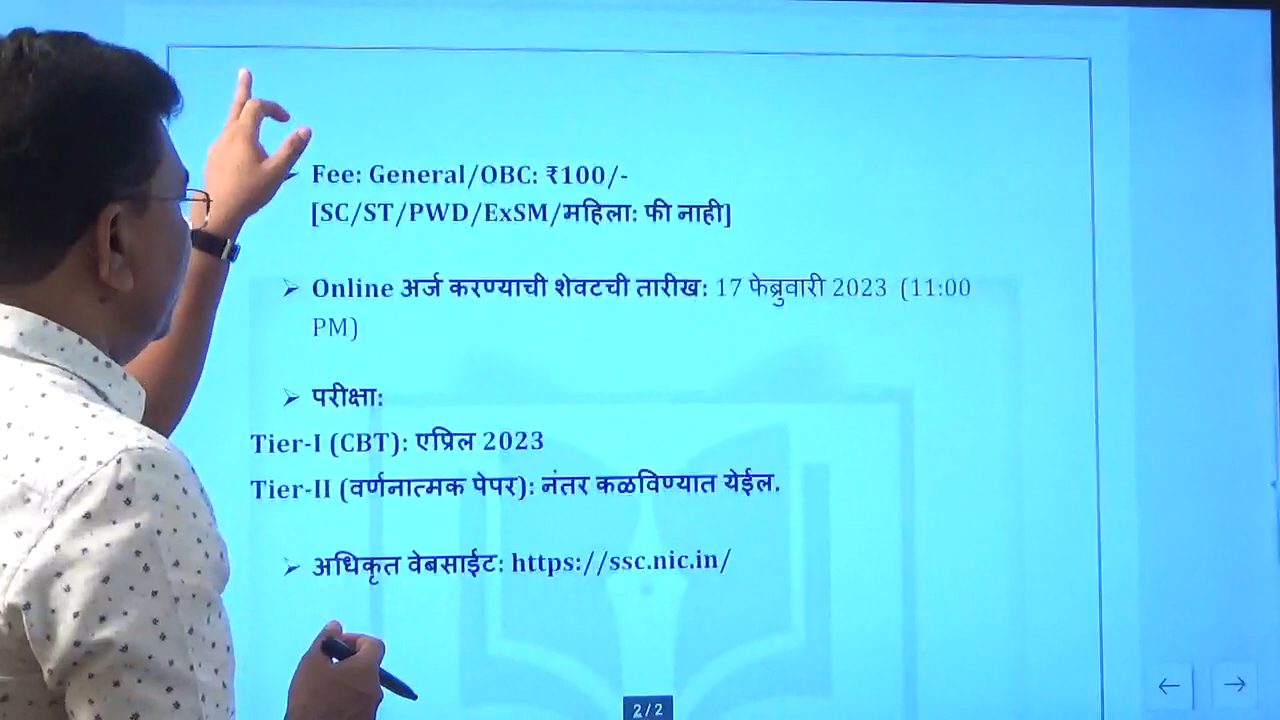 Fee: General/OBC: ₹100/-
[SC/ST/PWD/ExSM/महिला: फी नाही]
Online अर्ज करण्याची शेवटची तारीख: 17 फेब्रुवारी 2023 (11:00
PM)
परीक्षा:
Tier-I (CBT): एप्रिल 2023
Tier-II (वर्णनात्मक पेपर): नंतर कळविण्यात येईल.
अधिकृत वेबसाईट: https://ssc.nic.in/
2/2